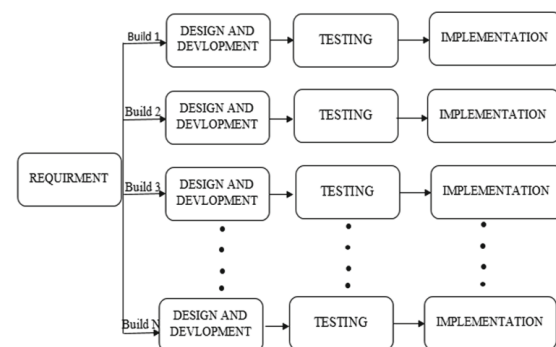 Build 1
DESIGN AND
DEVLOPMENT
TESTING
IMPLEMENTATION
Build 2
DESIGN AND
DEVLOPMENT
TESTING
IMPLEMENTATION
REQUIRMENT
Build 3
DESIGN AND
DEVLOPMENT
TESTING
IMPLEMENTATION
Build N
DESIGN AND
DEVLOPMENT
TESTING
IMPLEMENTATION